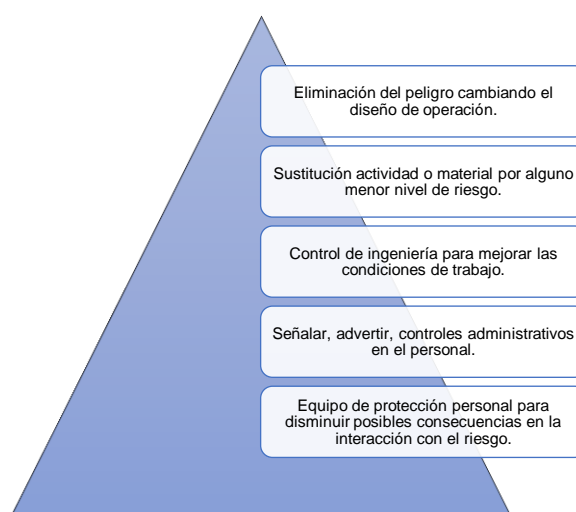 Eliminación del peligro cambiando el
diseño de operación.
Sustitución actividad o material por alguno
menor nivel de riesgo.
Control de ingeniería para mejorar las
condiciones de trabajo.
Señalar, advertir, controles administrativos
en el personal.
Equipo de protección personal para
disminuir posibles consecuencias en la
interacción con el riesgo.